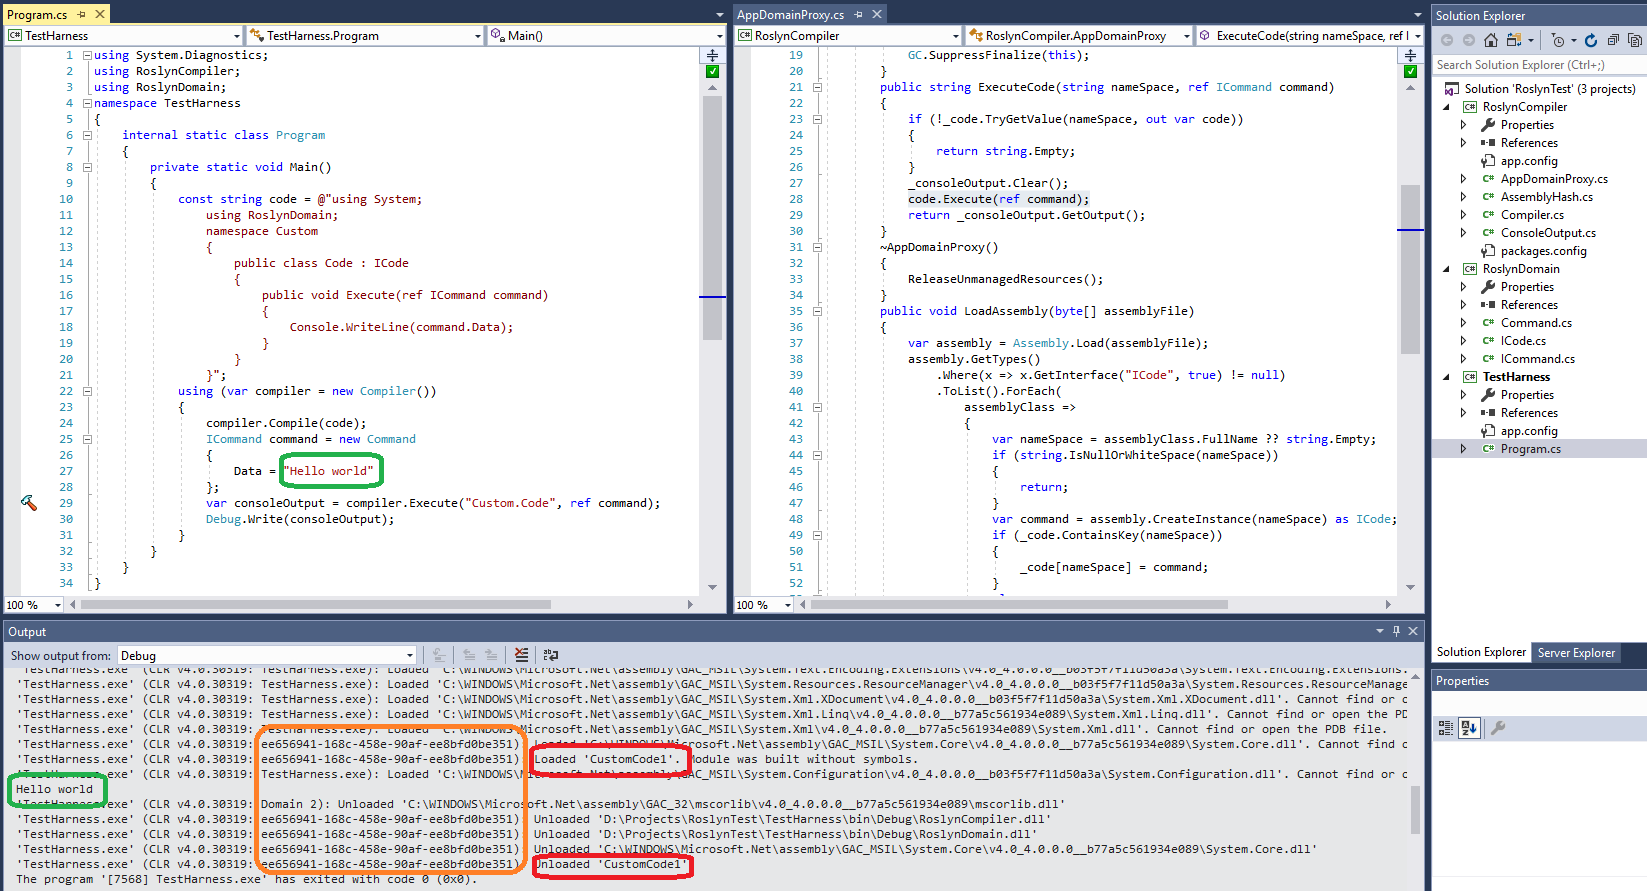 Program.cs
TestHarness
TestHarness.Program
Main()
1 using System.Diagnostics;
2 using RoslynCompiler;
3 using RoslynDomain;
4 namespace TestHarness
5 {
6 internal static class Program
7 {
8 private static void Main()
9 {
10 const string code = @"using System;
11 using RoslynDomain;
12 namespace Custom
13 {
14 public class Code : ICode
15 {
16 public void Execute(ref ICommand command)
17 {
18 Console.WriteLine(command.Data);
19 }
20 }
21 }";
22 using (var compiler = new Compiler())
23 {
24 compiler.Compile(code);
25 ICommand command = new Command
26 {
27 Data = "Hello world"
28 };
29 var consoleOutput = compiler.Execute("Custom.Code", ref command);
30 Debug.Write(consoleOutput);
31 }
32 }
33 }
34 }
100 %
AppDomainProxy.cs
RoslynCompiler
RoslynCompiler.AppDomainProxy
ExecuteCode(string nameSpace, ref I
19 GC.SuppressFinalize(this);
20 }
21 public string ExecuteCode(string nameSpace, ref ICommand command)
22 {
23 if (!_code.TryGetValue(nameSpace, out var code))
24 {
25 return string.Empty;
26 }
27 _consoleOutput.Clear();
28 code.Execute(ref command);
29 return _consoleOutput.GetOutput();
30 }
31 ~AppDomainProxy()
32 {
33 ReleaseUnmanagedResources();
34 }
35 public void LoadAssembly(byte[] assemblyFile)
36 {
37 var assembly = Assembly.Load(assemblyFile);
38 assembly.GetTypes()
39 .Where(x => x.GetInterface("ICode", true) != null)
40 .ToList().ForEach(
41 assemblyClass =>
42 {
43 var nameSpace = assemblyClass.FullName ?? string.Empty;
44 if (string.IsNullOrWhiteSpace(nameSpace))
45 {
46 return;
47 }
48 var command = assembly.CreateInstance(nameSpace) as ICode;
49 if (_code.ContainsKey(nameSpace))
50 {
51 _code[nameSpace] = command;
52 }
100 %
Solution Explorer
Search Solution Explorer (Ctrl+;)
Solution 'RoslynTest' (3 projects)
RoslynCompiler
Properties
References
app.config
AppDomainProxy.cs
AssemblyHash.cs
Compiler.cs
ConsoleOutput.cs
packages.config
RoslynDomain
Properties
References
Command.cs
ICode.cs
ICommand.cs
TestHarness
Properties
References
app.config
Program.cs
Solution Explorer
Server Explorer
Properties
Output
Show output from: Debug
'TestHarness.exe' (CLR v4.0.30319: TestHarness.exe): Loaded 'C:\WINDOWS\Microsoft.Net\assembly\GAC_MSIL\System.Text.Encoding.Extensions\v4.0_4.0.0.0__b03f5f7f11d50a3a\System.Text.Encoding.Extensions.
'TestHarness.exe' (CLR v4.0.30319: TestHarness.exe): Loaded 'C:\WINDOWS\Microsoft.Net\assembly\GAC_MSIL\System.Resources.ResourceManager\v4.0_4.0.0.0__b03f5f7f11d50a3a\System.Resources.ResourceManage
'TestHarness.exe' (CLR v4.0.30319: TestHarness.exe): Loaded 'C:\WINDOWS\Microsoft.Net\assembly\GAC_MSIL\System.Xml.XDocument\v4.0_4.0.0.0__b03f5f7f11d50a3a\System.Xml.XDocument.dll'. Cannot find or o
'TestHarness.exe' (CLR v4.0.30319: TestHarness.exe): Loaded 'C:\WINDOWS\Microsoft.Net\assembly\GAC_MSIL\System.Xml.Linq\v4.0_4.0.0.0__b77a5c561934e089\System.Xml.Linq.dll'. Cannot find or open the PD
'TestHarness.exe' (CLR v4.0.30319: TestHarness.exe): Loaded 'C:\WINDOWS\Microsoft.Net\assembly\GAC_MSIL\System.Xml\v4.0_4.0.0.0__b77a5c561934e089\System.Xml.dll'. Cannot find or open the PDB file.
'TestHarness.exe' (CLR v4.0.30319: ee656941-168c-458e-90af-ee8bfd0be351): Loaded 'C:\WINDOWS\Microsoft.Net\assembly\GAC_MSIL\System.Core\v4.0_4.0.0.0__b77a5c561934e089\System.Core.dll'. Cannot find o
'TestHarness.exe' (CLR v4.0.30319: ee656941-168c-458e-90af-ee8bfd0be351): Loaded 'CustomCode1'. Module was built without symbols.
'TestHarness.exe' (CLR v4.0.30319: TestHarness.exe): Loaded 'C:\WINDOWS\Microsoft.Net\assembly\GAC_MSIL\System.Configuration\v4.0_4.0.0.0__b03f5f7f11d50a3a\System.Configuration.dll'. Cannot find or o
Hello world
'TestHarness.exe' (CLR v4.0.30319: Domain 2): Unloaded 'C:\WINDOWS\Microsoft.Net\assembly\GAC_32\mscorlib\v4.0_4.0.0.0__b77a5c561934e089\mscorlib.dll'
'TestHarness.exe' (CLR v4.0.30319: ee656941-168c-458e-90af-ee8bfd0be351): Unloaded 'D:\Projects\RoslynTest\TestHarness\bin\Debug\RoslynCompiler.dll'
'TestHarness.exe' (CLR v4.0.30319: ee656941-168c-458e-90af-ee8bfd0be351): Unloaded 'D:\Projects\RoslynTest\TestHarness\bin\Debug\RoslynDomain.dll'
'TestHarness.exe' (CLR v4.0.30319: ee656941-168c-458e-90af-ee8bfd0be351): Unloaded 'C:\WINDOWS\Microsoft.Net\assembly\GAC_MSIL\System.Core\v4.0_4.0.0.0__b77a5c561934e089\System.Core.dll'
'TestHarness.exe' (CLR v4.0.30319: ee656941-168c-458e-90af-ee8bfd0be351): Unloaded 'CustomCode1'
The program '[7568] TestHarness.exe' has exited with code 0 (0x0).